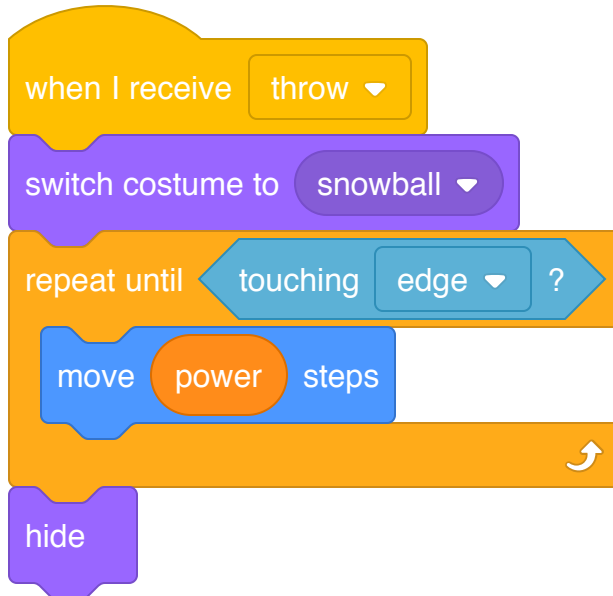 when I receive throw
switch costume to snowball
repeat until touching edge ?
move power steps
hide